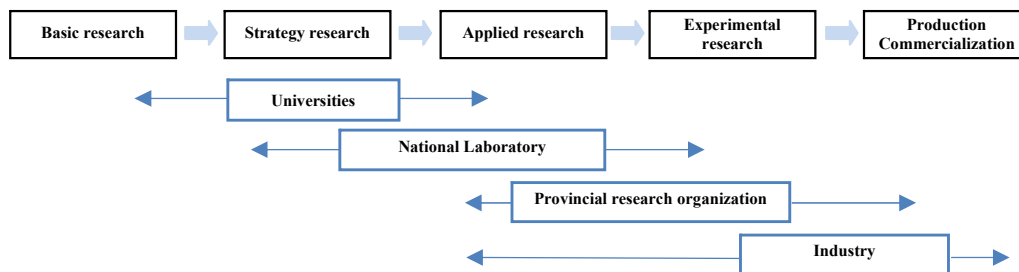 Basic research
Strategy research
Applied research
Experimental
research
Production
Commercialization
Universities
National Laboratory
Provincial research organization
Industry